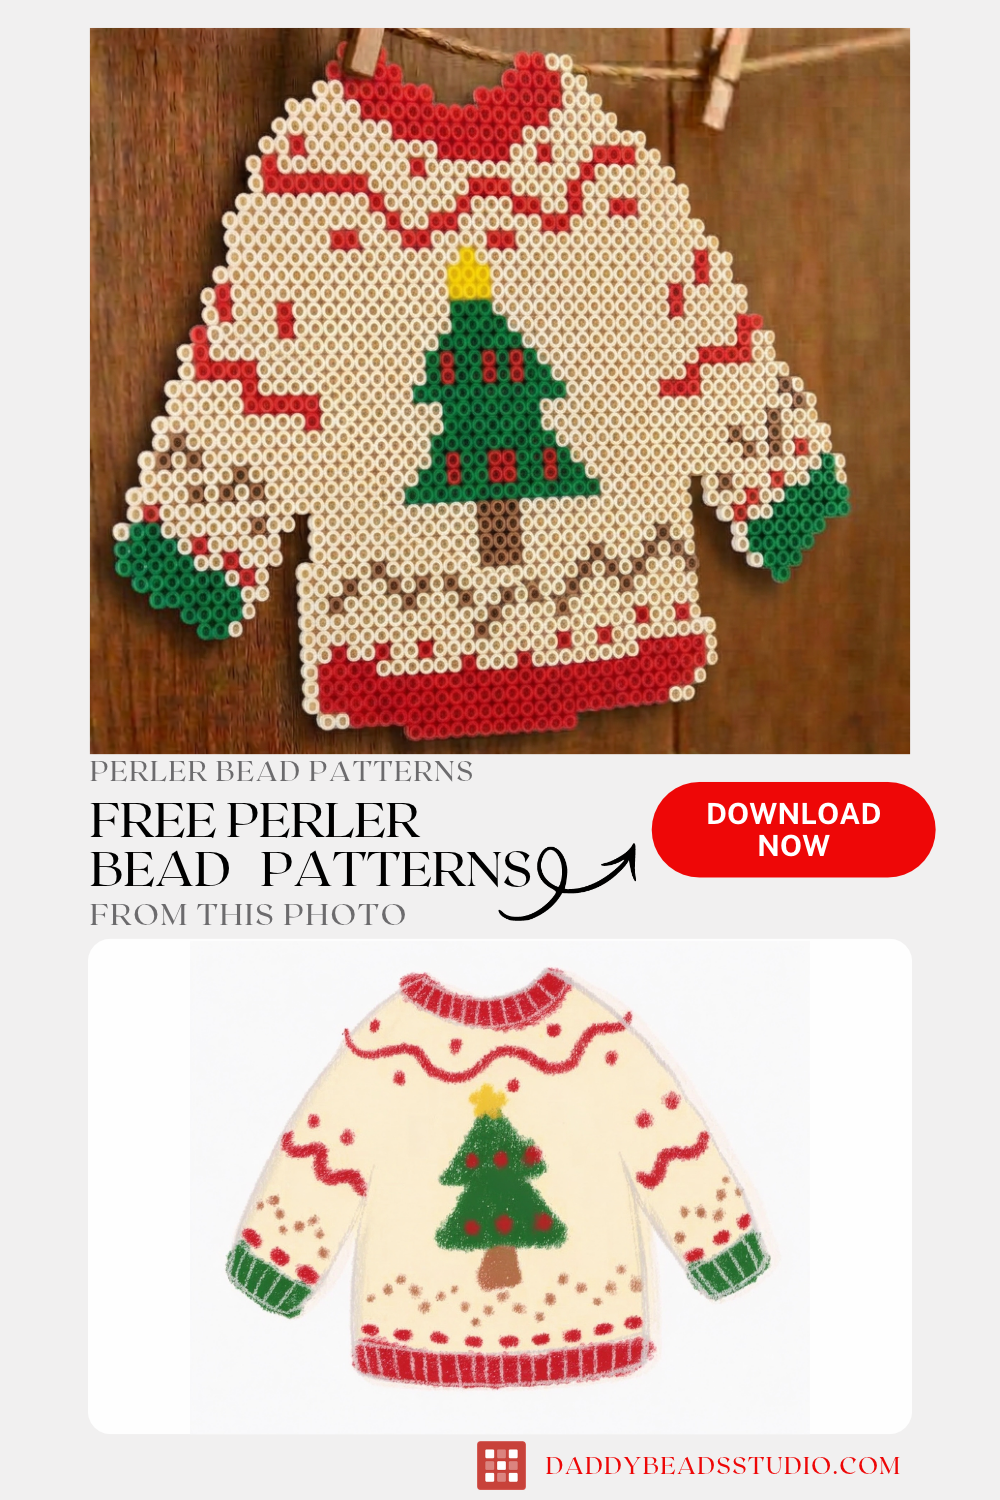 PERLER BEAD PATTERNS
FREE PERLER
BEAD PATTERNS
FROM THIS PHOTO
DOWNLOAD
NOW
DADDYBEADSSTUDIO.COM